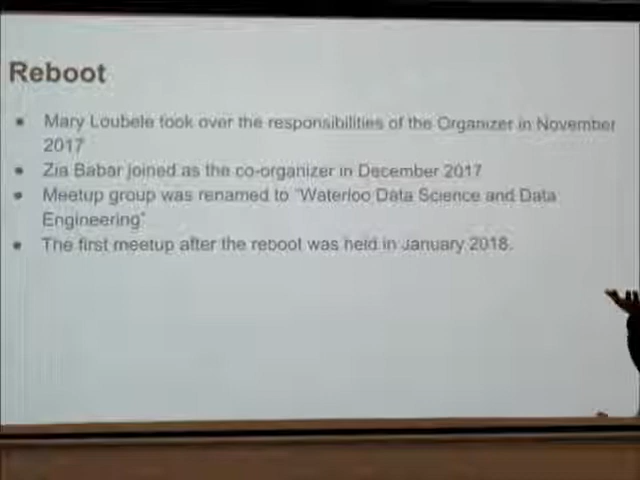 Reboot
Mary Loubele took over the responsibilities of the Organizer in November
2017
Zia Babar joined as the co-organizer in December 2017
Meetup group was renamed to "Waterloo Data Science and Data
Engineering"
The first meetup after the reboot was held in January 2018.